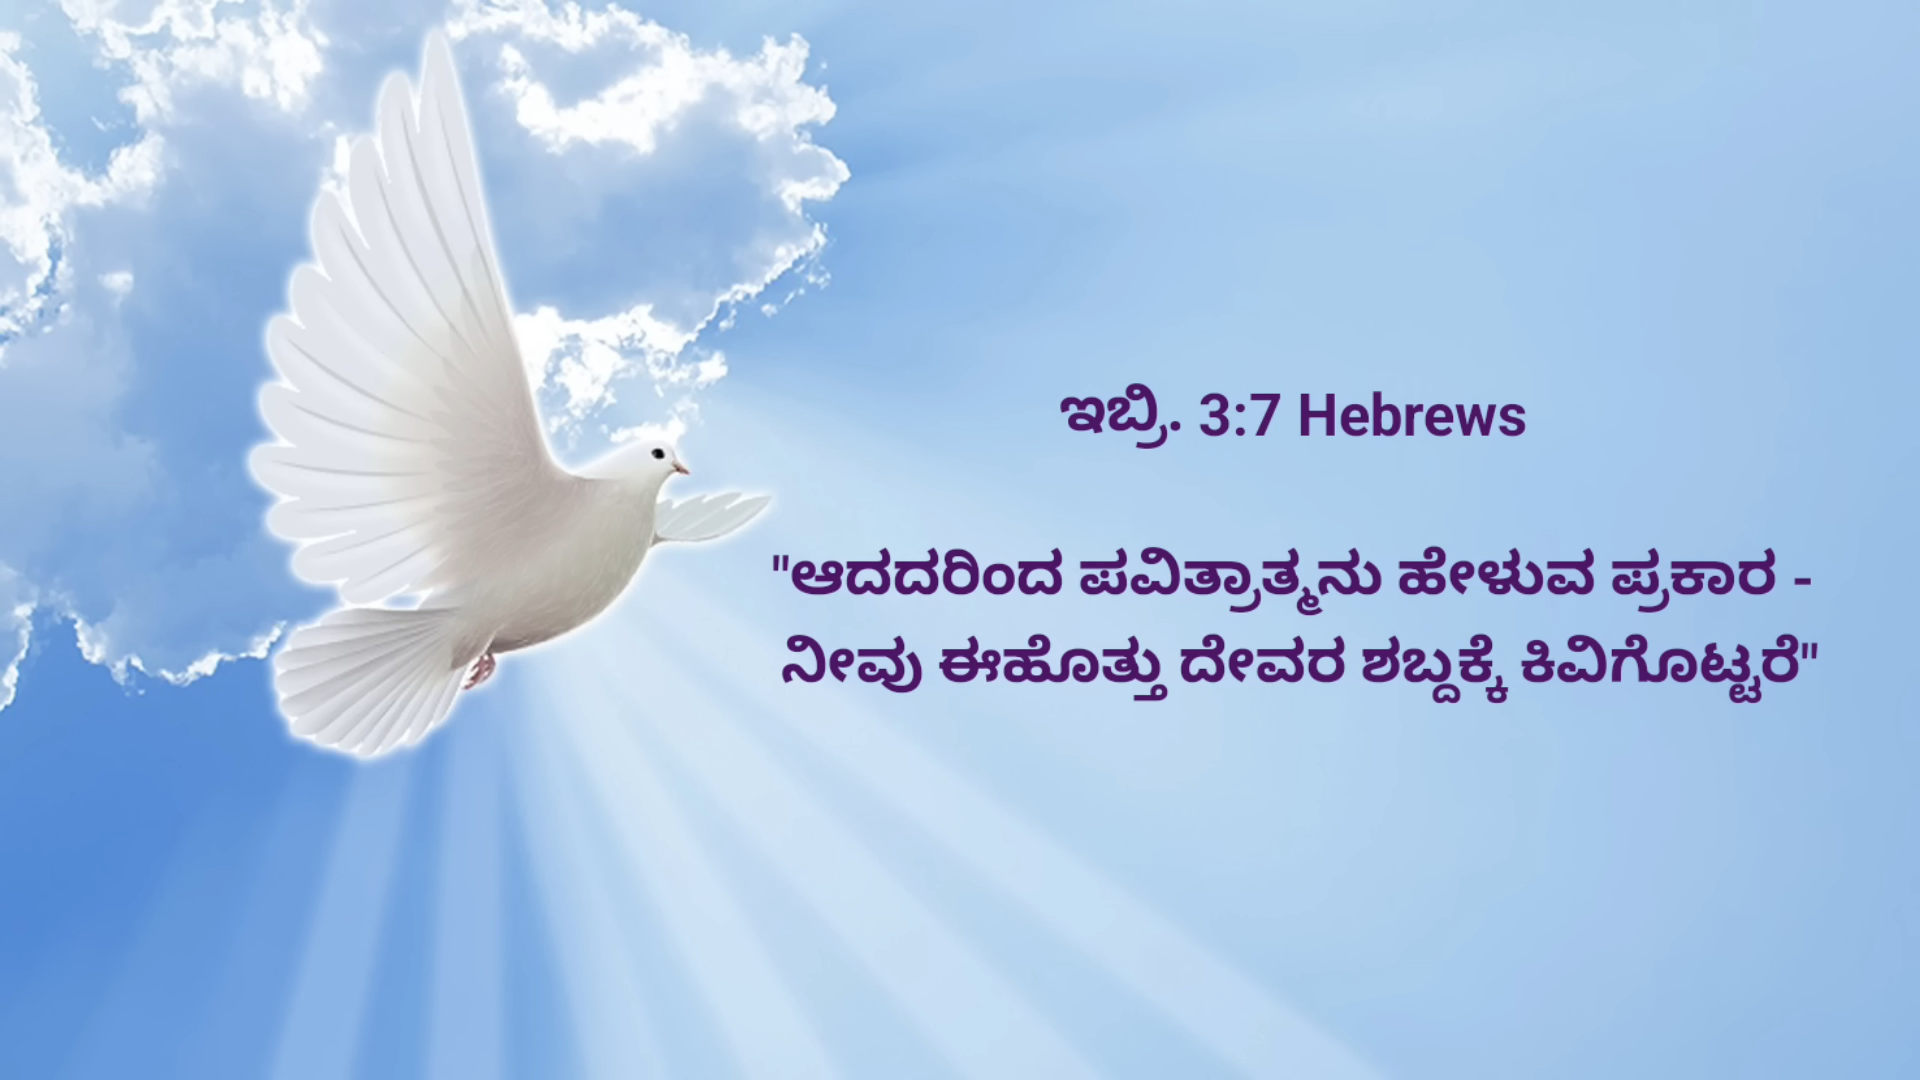 ಇಬ್ರಿ. 3:7 Hebrews
"ಆದದರಿಂದ ಪವಿತ್ರಾತ್ಮನು ಹೇಳುವ ಪ್ರಕಾರ -
ನೀವು ಈಹೊತ್ತು ದೇವರ ಶಬ್ದಕ್ಕೆ ಕಿವಿಗೊಟ್ಟರೆ"